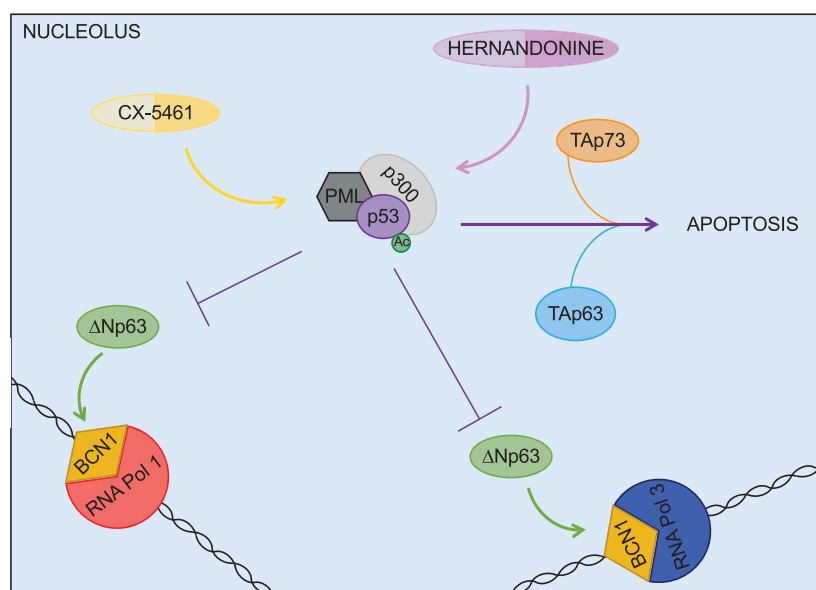 NUCLEOLUS
HERNANDONINE
CX-5461
TAp73
p300
PML
p53
Ac
APOPTOSIS
TAp63
ΔNp63
BCN1
RNA Pol 1
ΔNp63
BCN1
RNA Pol 3